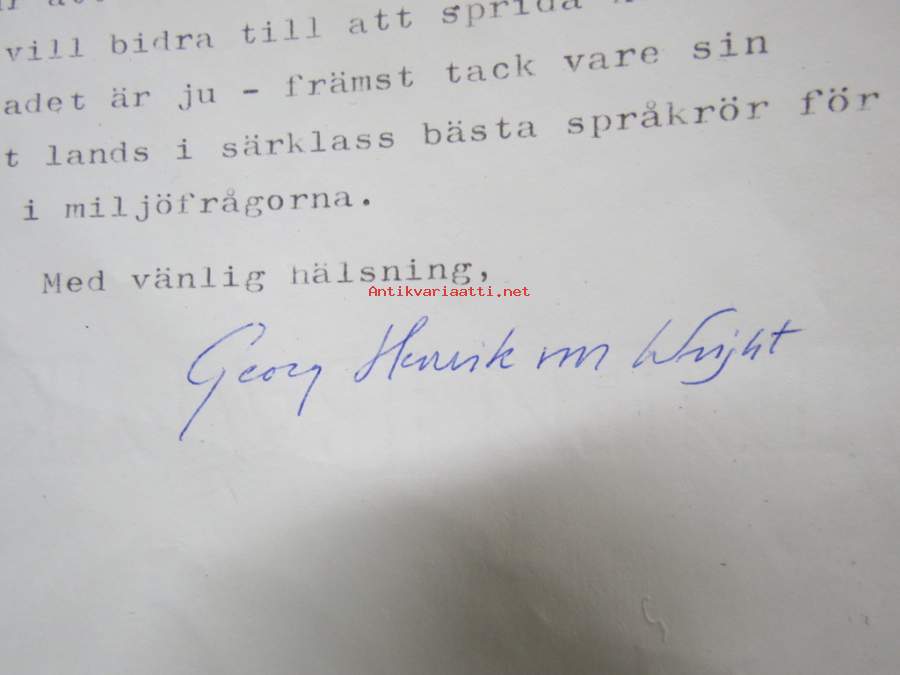 vill bidra till att sprida
adet är ju - främst tack vare sin
t lands i särklass bästa språkrör för
i miljöfrågorna.
Med vänlig hälsning,
Antikvariaatti.net
Georg Henrik von Wright